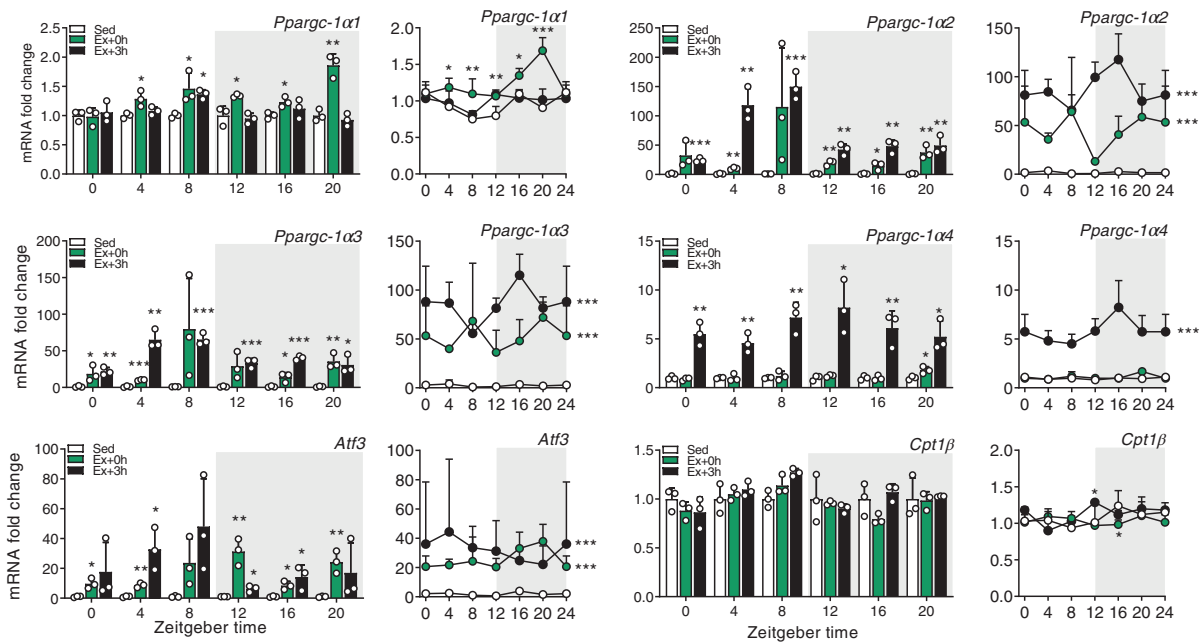 Ppargc-1α1
Sed
Ex+0h
Ex+3h
mRNA fold change
2.5
2.0
1.5
1.0
0.5
0.0
* * * * * **
0 4 8 12 16 20
Ppargc-1α1
2.5
2.0
1.5
1.0
0.5
0.0
* ** ** * ***
0 4 8 12 16 20 24
Ppargc-1α2
Sed
Ex+0h
Ex+3h
250
200
150
100
50
0
*** ** ** *** ** ** * ** ** **
0 4 8 12 16 20
Ppargc-1α2
150
100
50
0
***
***
0 4 8 12 16 20 24
Ppargc-1α3
Sed
Ex+0h
Ex+3h
mRNA fold change
200
150
100
50
0
* ** *** ** *** *** * *** ** *
0 4 8 12 16 20
Ppargc-1α3
150
100
50
0
***
***
0 4 8 12 16 20 24
Ppargc-1α4
Sed
Ex+0h
Ex+3h
15
10
5
0
** ** ** * ** * *
0 4 8 12 16 20
Ppargc-1α4
15
10
5
0
***
0 4 8 12 16 20 24
Atf3
Sed
Ex+0h
Ex+3h
mRNA fold change
100
80
60
40
20
0
* ** * ** * * * **
0 4 8 12 16 20
Zeitgeber time
Atf3
100
80
60
40
20
0
***
***
0 4 8 12 16 20 24
Cpt1β
Sed
Ex+0h
Ex+3h
1.5
1.0
0.5
0.0
0 4 8 12 16 20
Zeitgeber time
Cpt1β
2.0
1.5
1.0
0.5
0.0
*
*
0 4 8 12 16 20 24